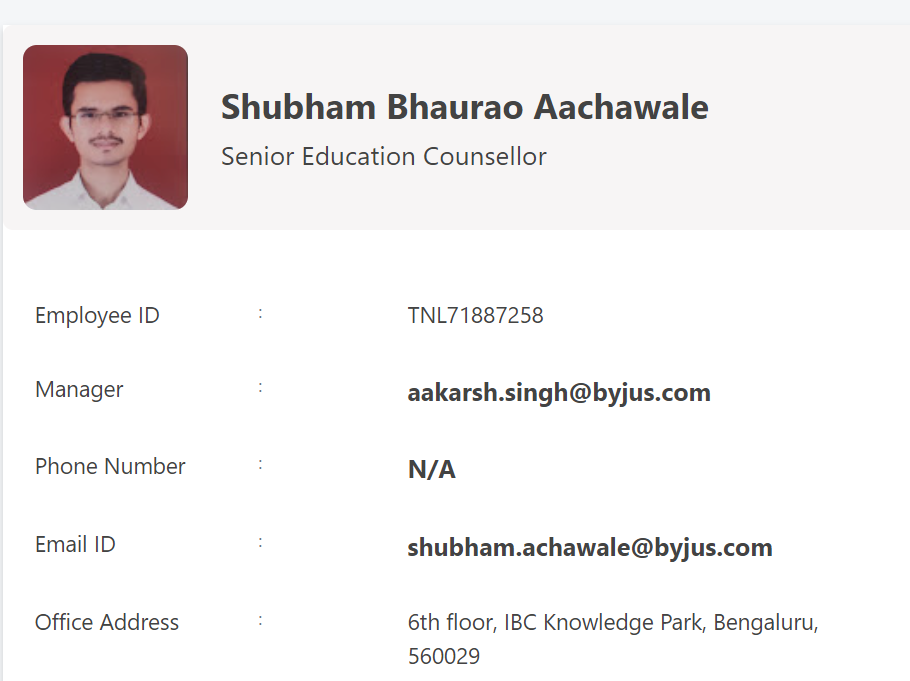 Shubham Bhaurao Aachawale
Senior Education Counsellor
Employee ID : TNL71887258
Manager : aakarsh.singh@byjus.com
Phone Number : N/A
Email ID : shubham.achawale@byjus.com
Office Address : 6th floor, IBC Knowledge Park, Bengaluru,
560029